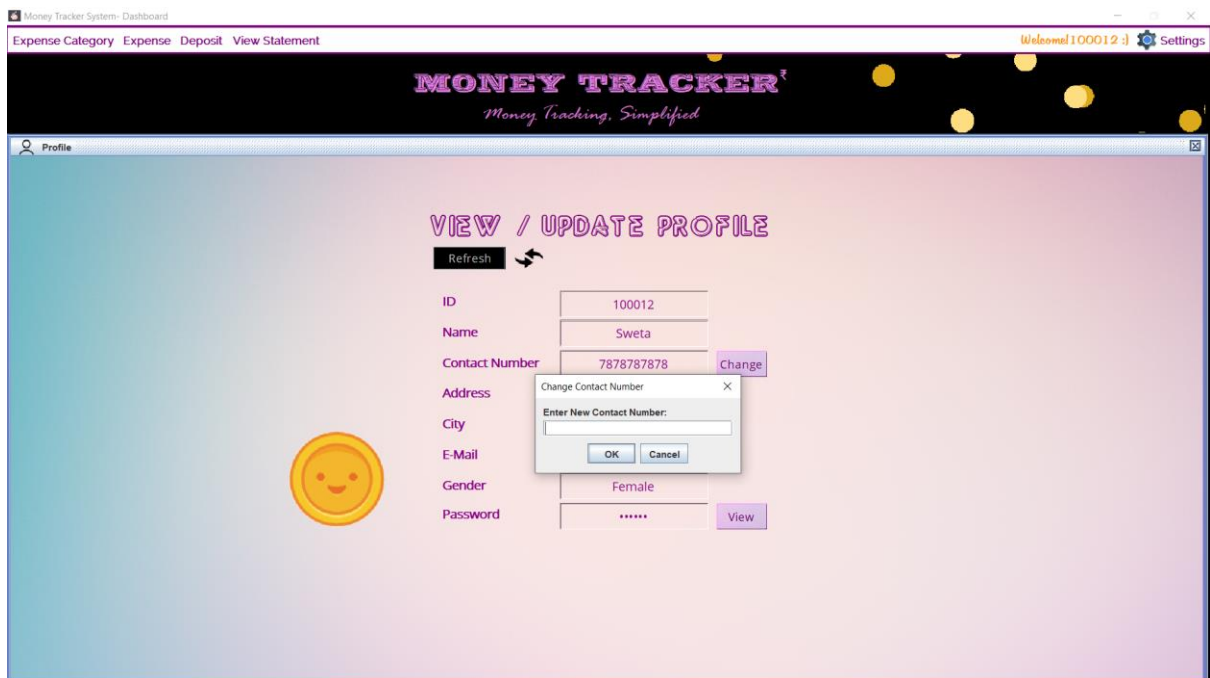 Money Tracker System- Dashboard
Expense Category Expense Deposit View Statement Welcome!100012 :) Settings
MONEY TRACKER₹
Money Tracking, Simplified
Profile
VIEW / UPDATE PROFILE
Refresh
ID 100012
Name Sweta
Contact Number 7878787878 Change
Change Contact Number
Address
Enter New Contact Number:
City
OK Cancel
E-Mail
Gender Female
Password •••••• View